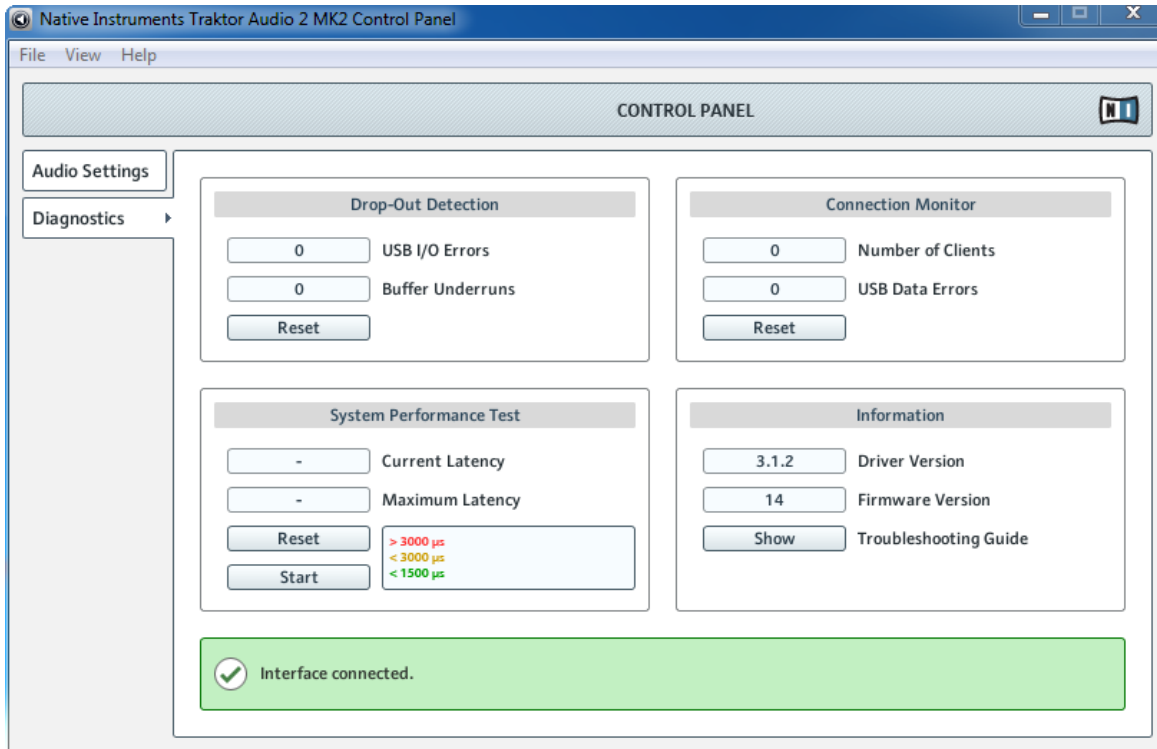 Native Instruments Traktor Audio 2 MK2 Control Panel
File View Help
CONTROL PANEL
NI
Audio Settings
Diagnostics
Drop-Out Detection
0 USB I/O Errors
0 Buffer Underruns
Reset
Connection Monitor
0 Number of Clients
0 USB Data Errors
Reset
System Performance Test
- Current Latency
- Maximum Latency
Reset
Start
> 3000 µs
< 3000 µs
< 1500 µs
Information
3.1.2 Driver Version
14 Firmware Version
Show Troubleshooting Guide
Interface connected.